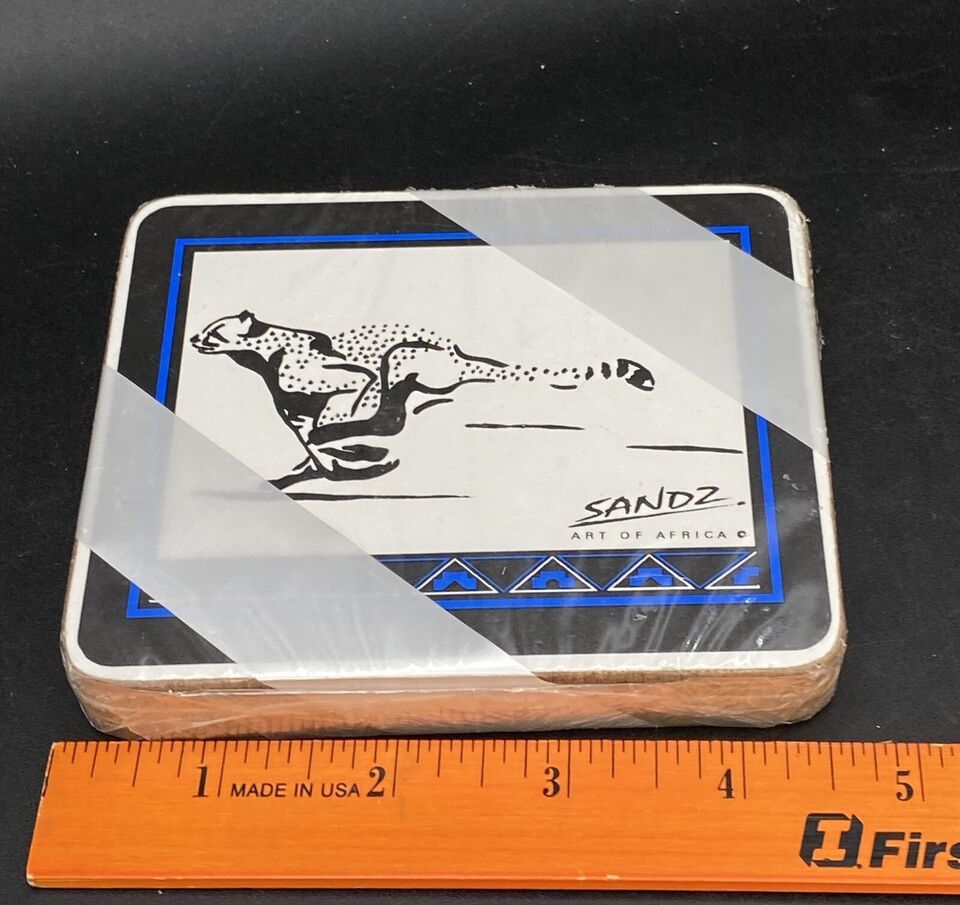 SANDZ.
ART OF AFRICA ©
1 MADE IN USA 2 3 4 5
Firs